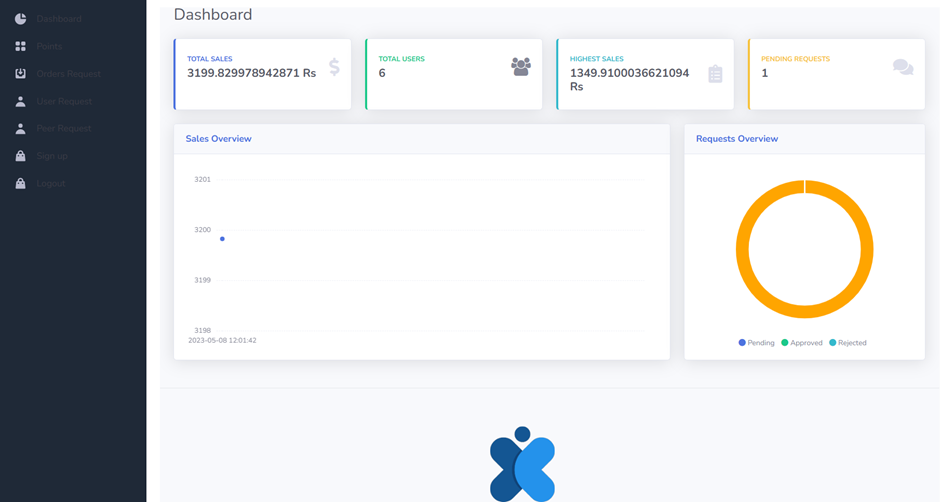 Dashboard
Points
Orders Request
User Request
Peer Request
Sign up
Logout
Dashboard
TOTAL SALES
3199.829978942871 Rs
TOTAL USERS
6
HIGHEST SALES
1349.9100036621094
Rs
PENDING REQUESTS
1
Sales Overview
3201
3200
3199
3198
2023-05-08 12:01:42
Requests Overview
Pending Approved Rejected